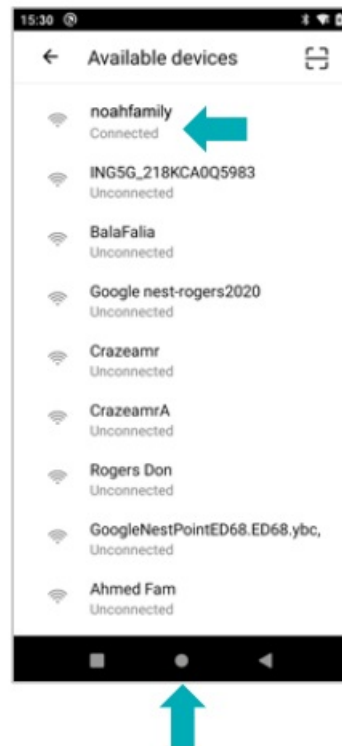 15:30
Available devices
noahfamily
Connected
ING5G_218KCA0Q5983
Unconnected
BalaFalia
Unconnected
Google nest-rogers2020
Unconnected
Crazeamr
Unconnected
CrazeamrA
Unconnected
Rogers Don
Unconnected
GoogleNestPointED68.ED68.ybc,
Unconnected
Ahmed Fam
Unconnected